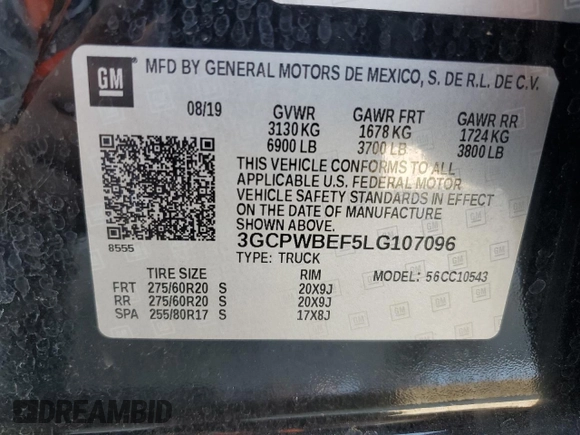 GM
MFD BY GENERAL MOTORS DE MEXICO, S. DE R.L. DE C.V.
08/19 GVWR GAWR FRT GAWR RR
3130 KG 1678 KG 1724 KG
6900 LB 3700 LB 3800 LB
THIS VEHICLE CONFORMS TO ALL
APPLICABLE U.S. FEDERAL MOTOR
VEHICLE SAFETY STANDARDS IN EFFECT
ON THE DATE OF MANUFACTURE
SHOWN ABOVE.
8555 3GCPWBEF5LG107096
TYPE: TRUCK
TIRE SIZE RIM MODEL: 56CC10543
FRT 275/60R20 S 20X9J
RR 275/60R20 S 20X9J
SPA 255/80R17 S 17X8J
DREAMBID